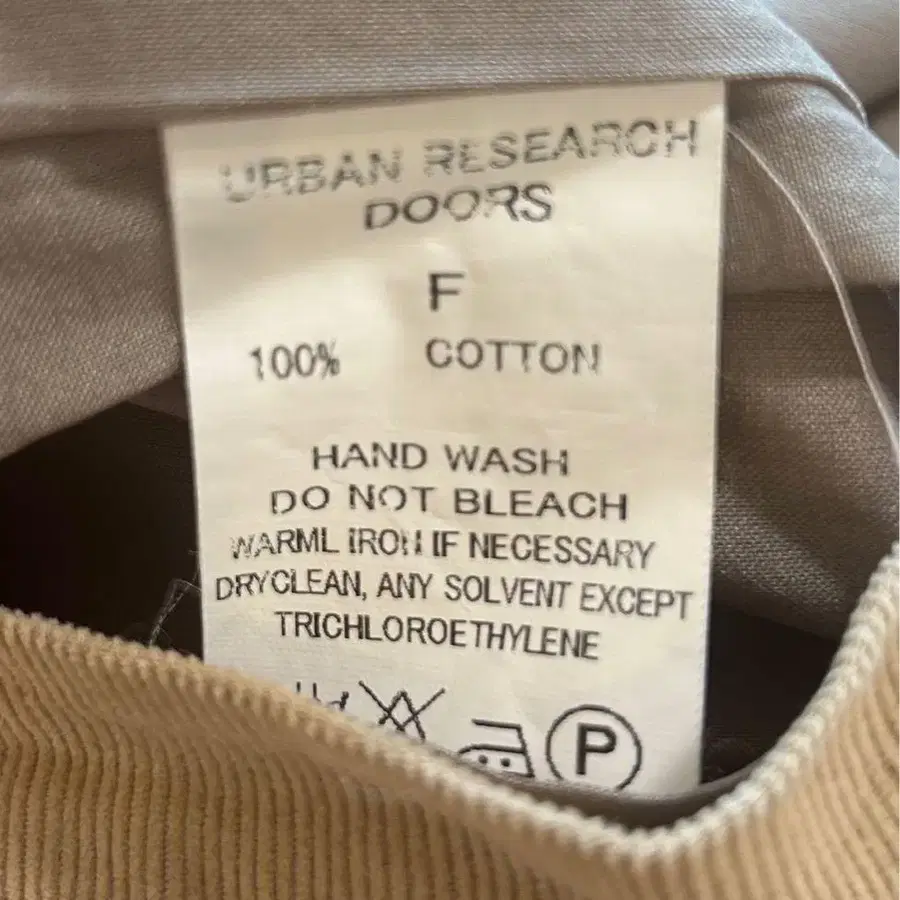 URBAN RESEARCH
DOORS
F
100% COTTON
HAND WASH
DO NOT BLEACH
WARML IRON IF NECESSARY
DRYCLEAN, ANY SOLVENT EXCEPT
TRICHLOROETHYLENE
P